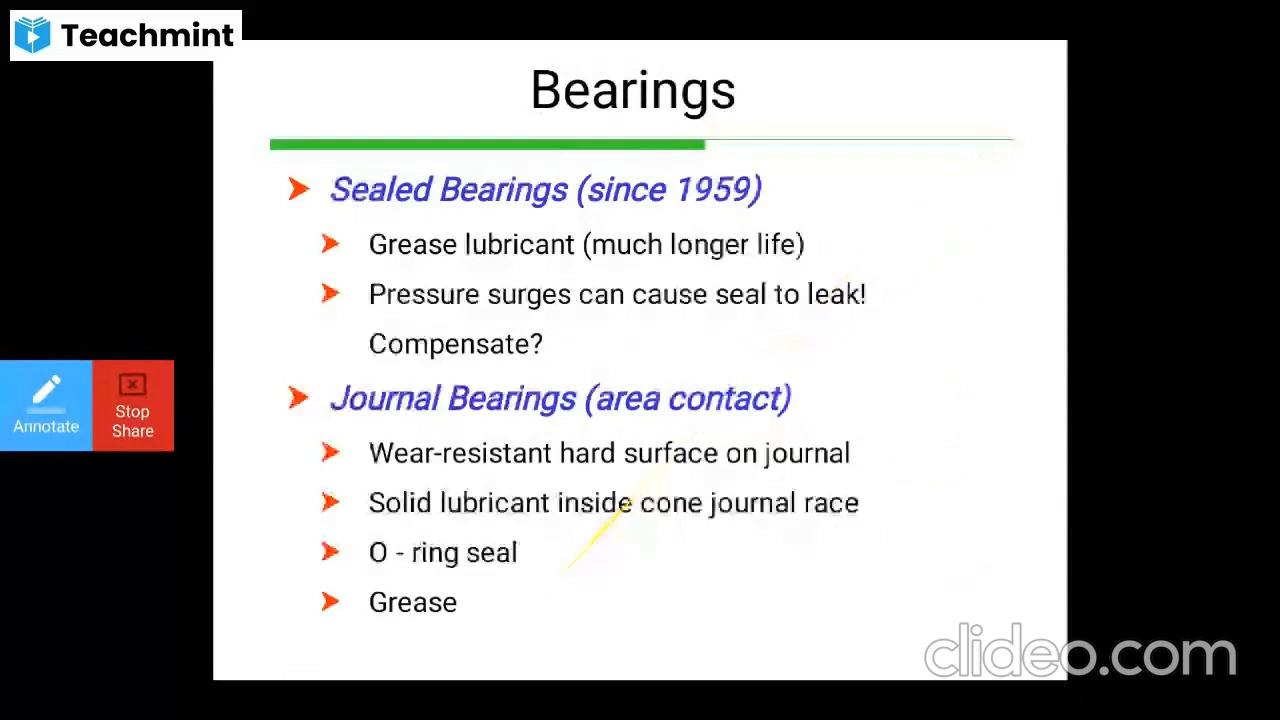 Teachmint
Bearings
Sealed Bearings (since 1959)
Grease lubricant (much longer life)
Pressure surges can cause seal to leak!
Compensate?
Journal Bearings (area contact)
Wear-resistant hard surface on journal
Solid lubricant inside cone journal race
O - ring seal
Grease
Annotate
Stop
Share
clideo.com